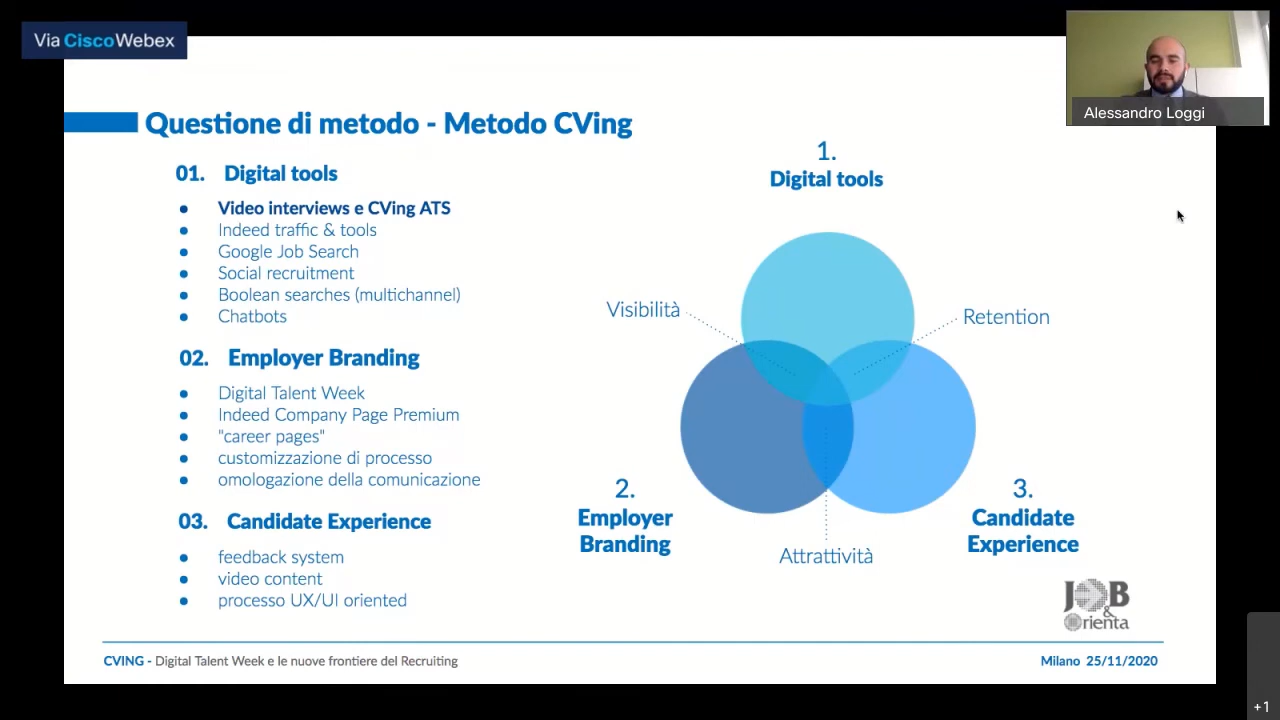 Via CiscoWebex
Alessandro Loggi
Questione di metodo - Metodo CVing
01. Digital tools
● Video interviews e CVing ATS
● Indeed traffic & tools
● Google Job Search
● Social recruitment
● Boolean searches (multichannel)
● Chatbots
02. Employer Branding
● Digital Talent Week
● Indeed Company Page Premium
● "career pages"
● customizzazione di processo
● omologazione della comunicazione
03. Candidate Experience
● feedback system
● video content
● processo UX/UI oriented
1.
Digital tools
Visibilità
Retention
2.
Employer
Branding
3.
Candidate
Experience
Attrattività
JOB
&
Orienta
CVING - Digital Talent Week e le nuove frontiere del Recruiting
Milano 25/11/2020
+1